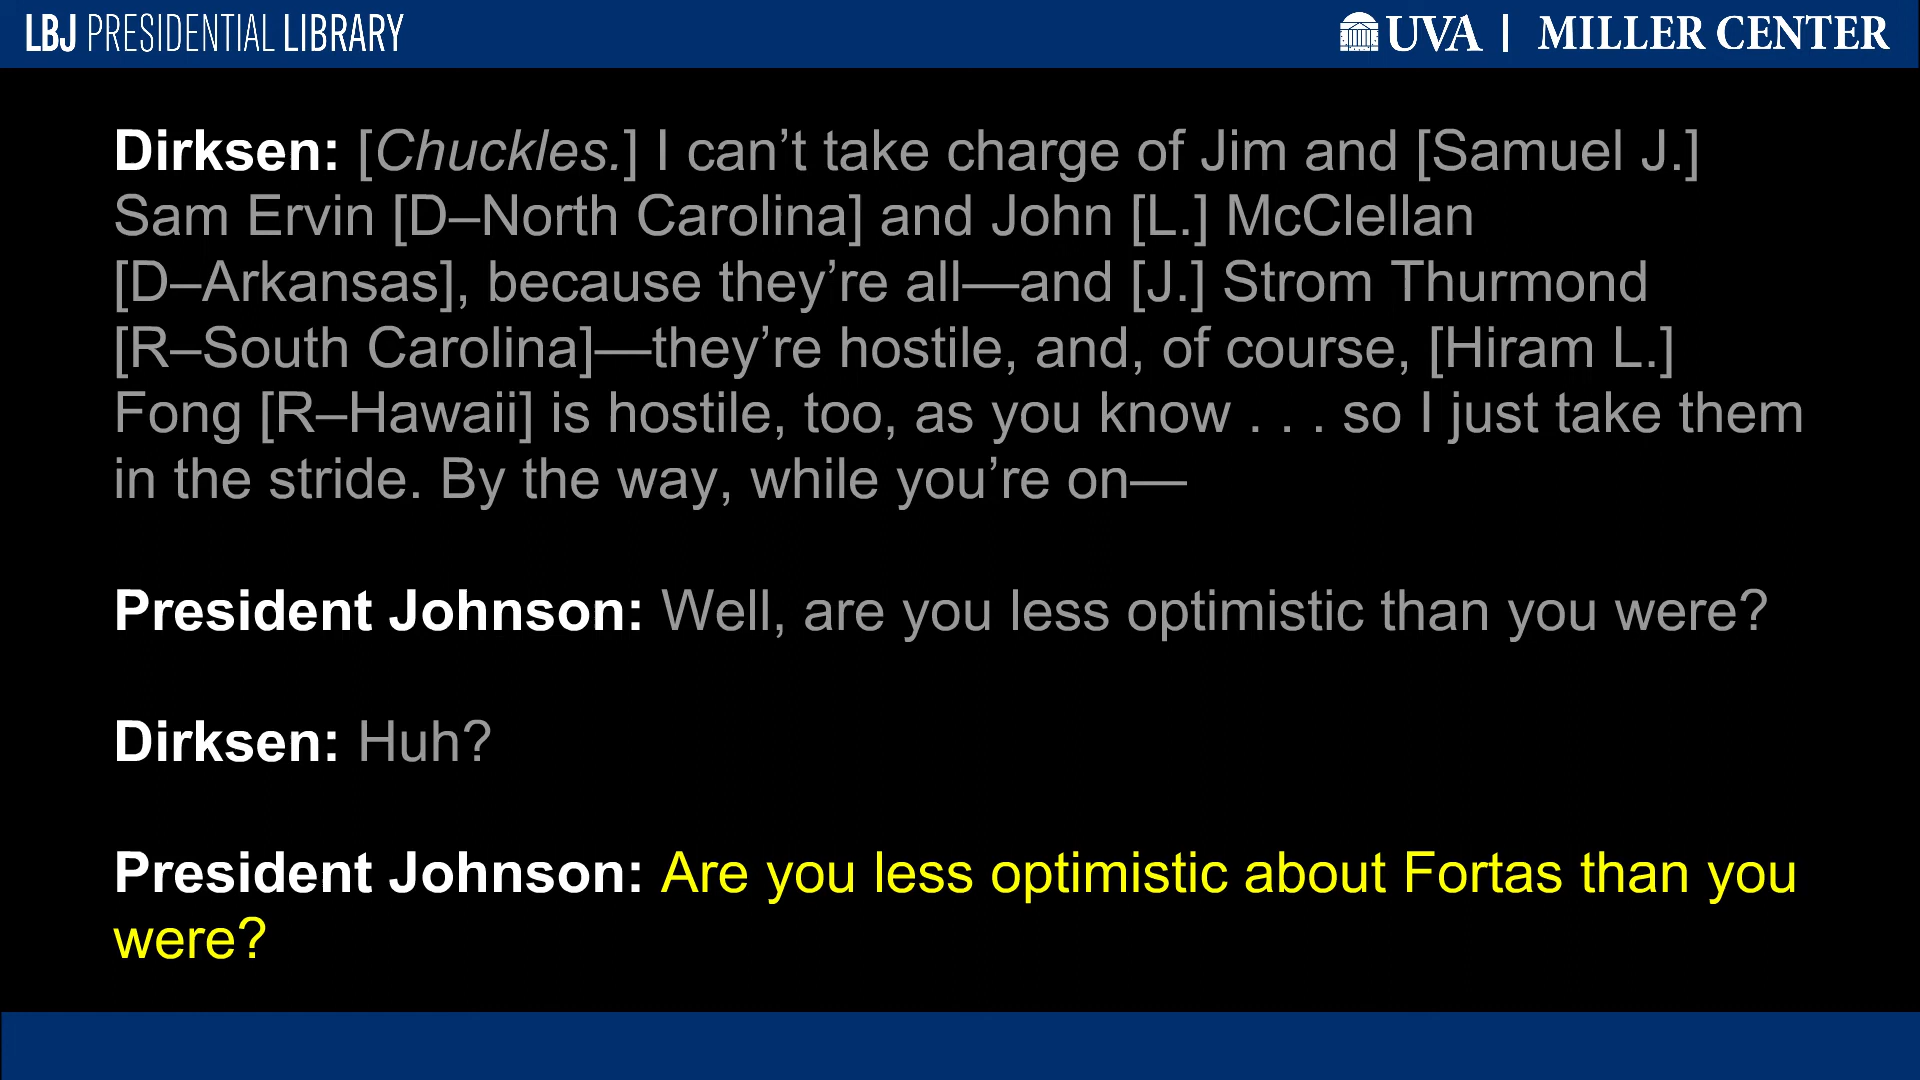 LBJ PRESIDENTIAL LIBRARY
UVA | MILLER CENTER
Dirksen: [Chuckles.] I can’t take charge of Jim and [Samuel J.]
Sam Ervin [D–North Carolina] and John [L.] McClellan
[D–Arkansas], because they’re all—and [J.] Strom Thurmond
[R–South Carolina]—they’re hostile, and, of course, [Hiram L.]
Fong [R–Hawaii] is hostile, too, as you know . . . so I just take them
in the stride. By the way, while you’re on—
President Johnson: Well, are you less optimistic than you were?
Dirksen: Huh?
President Johnson: Are you less optimistic about Fortas than you
were?